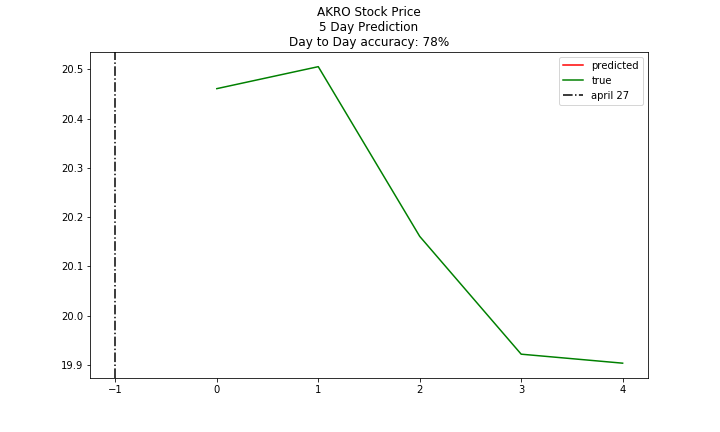 AKRO Stock Price
5 Day Prediction
Day to Day accuracy: 78%
predicted
true
april 27
20.5
20.4
20.3
20.2
20.1
20.0
19.9
−1 0 1 2 3 4